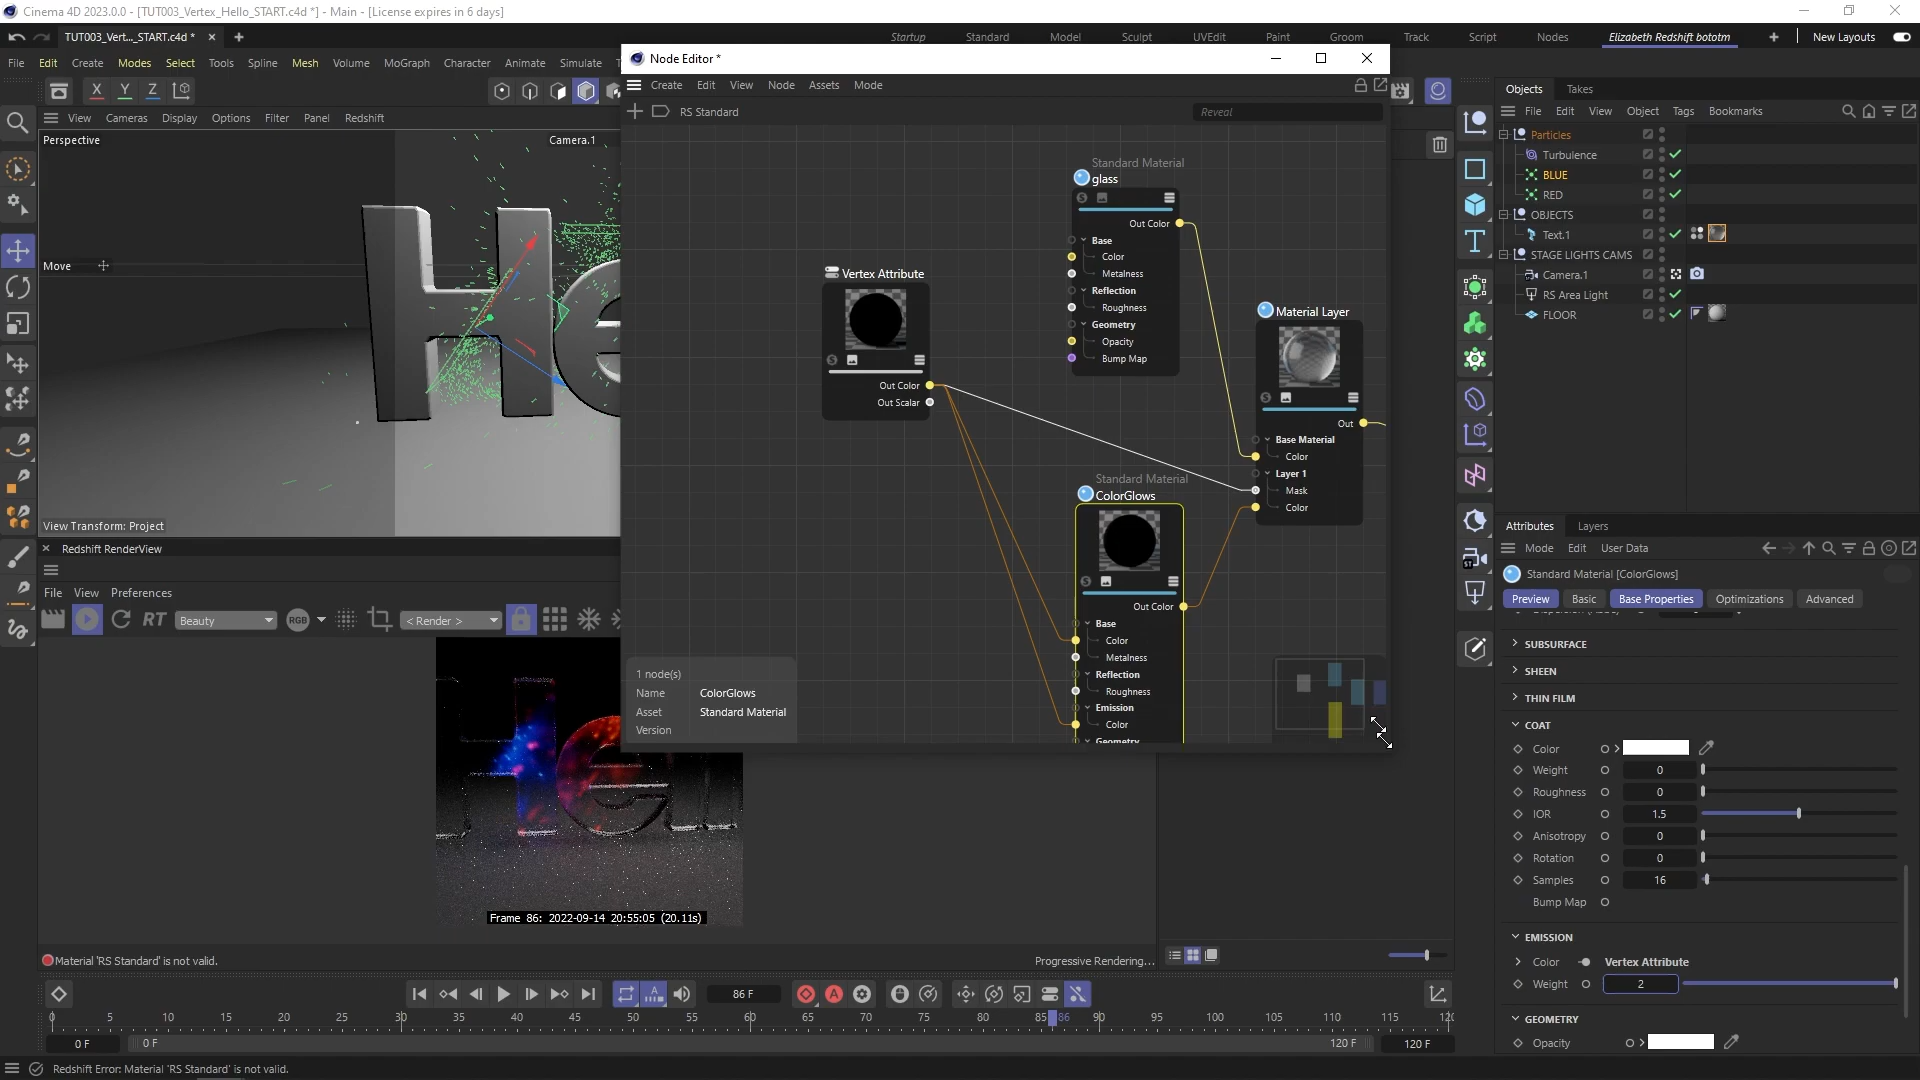 Cinema 4D 2023.0.0 - [TUT003_Vertex_Hello_START.c4d *] - Main - [License expires in 6 days]
TUT003_Vert..._START.c4d *
Startup Standard Model Sculpt UVEdit Paint Groom Track Script Nodes Elizabeth Redshift bototm New Layouts
File Edit Create Modes Select Tools Spline Mesh Volume MoGraph Character Animate Simulate
X Y Z
View Cameras Display Options Filter Panel Redshift
Perspective
Camera.1
Move
View Transform: Project
Node Editor *
Create Edit View Node Assets Mode
RS Standard
Reveal
Standard Material
glass
Out Color
Base
Color
Metalness
Reflection
Roughness
Geometry
Opacity
Bump Map
Vertex Attribute
Out Color
Out Scalar
Material Layer
Out
Base Material
Color
Layer 1
Mask
Color
Standard Material
ColorGlows
Out Color
Base
Color
Metalness
Reflection
Roughness
Emission
Color
Geometry
1 node(s)
Name ColorGlows
Asset Standard Material
Version
Redshift RenderView
File View Preferences
RT Beauty RGB < Render >
Frame 86: 2022-09-14 20:55:05 (20.11s)
Material 'RS Standard' is not valid.
Progressive Rendering...
Objects Takes
File Edit View Object Tags Bookmarks
Particles
Turbulence
BLUE
RED
OBJECTS
Text.1
STAGE LIGHTS CAMS
Camera.1
RS Area Light
FLOOR
Attributes Layers
Mode Edit User Data
Standard Material [ColorGlows]
Preview Basic Base Properties Optimizations Advanced
SUBSURFACE
SHEEN
THIN FILM
COAT
Color
Weight 0
Roughness 0
IOR 1.5
Anisotropy 0
Rotation 0
Samples 16
Bump Map
EMISSION
Color Vertex Attribute
Weight 2
GEOMETRY
Opacity
86 F
0 5 10 15 20 25 30 35 40 45 50 55 60 65 70 75 80 85 86 90 95 100 105 110 115 120
0 F 0 F 120 F 120 F
Redshift Error: Material 'RS Standard' is not valid.